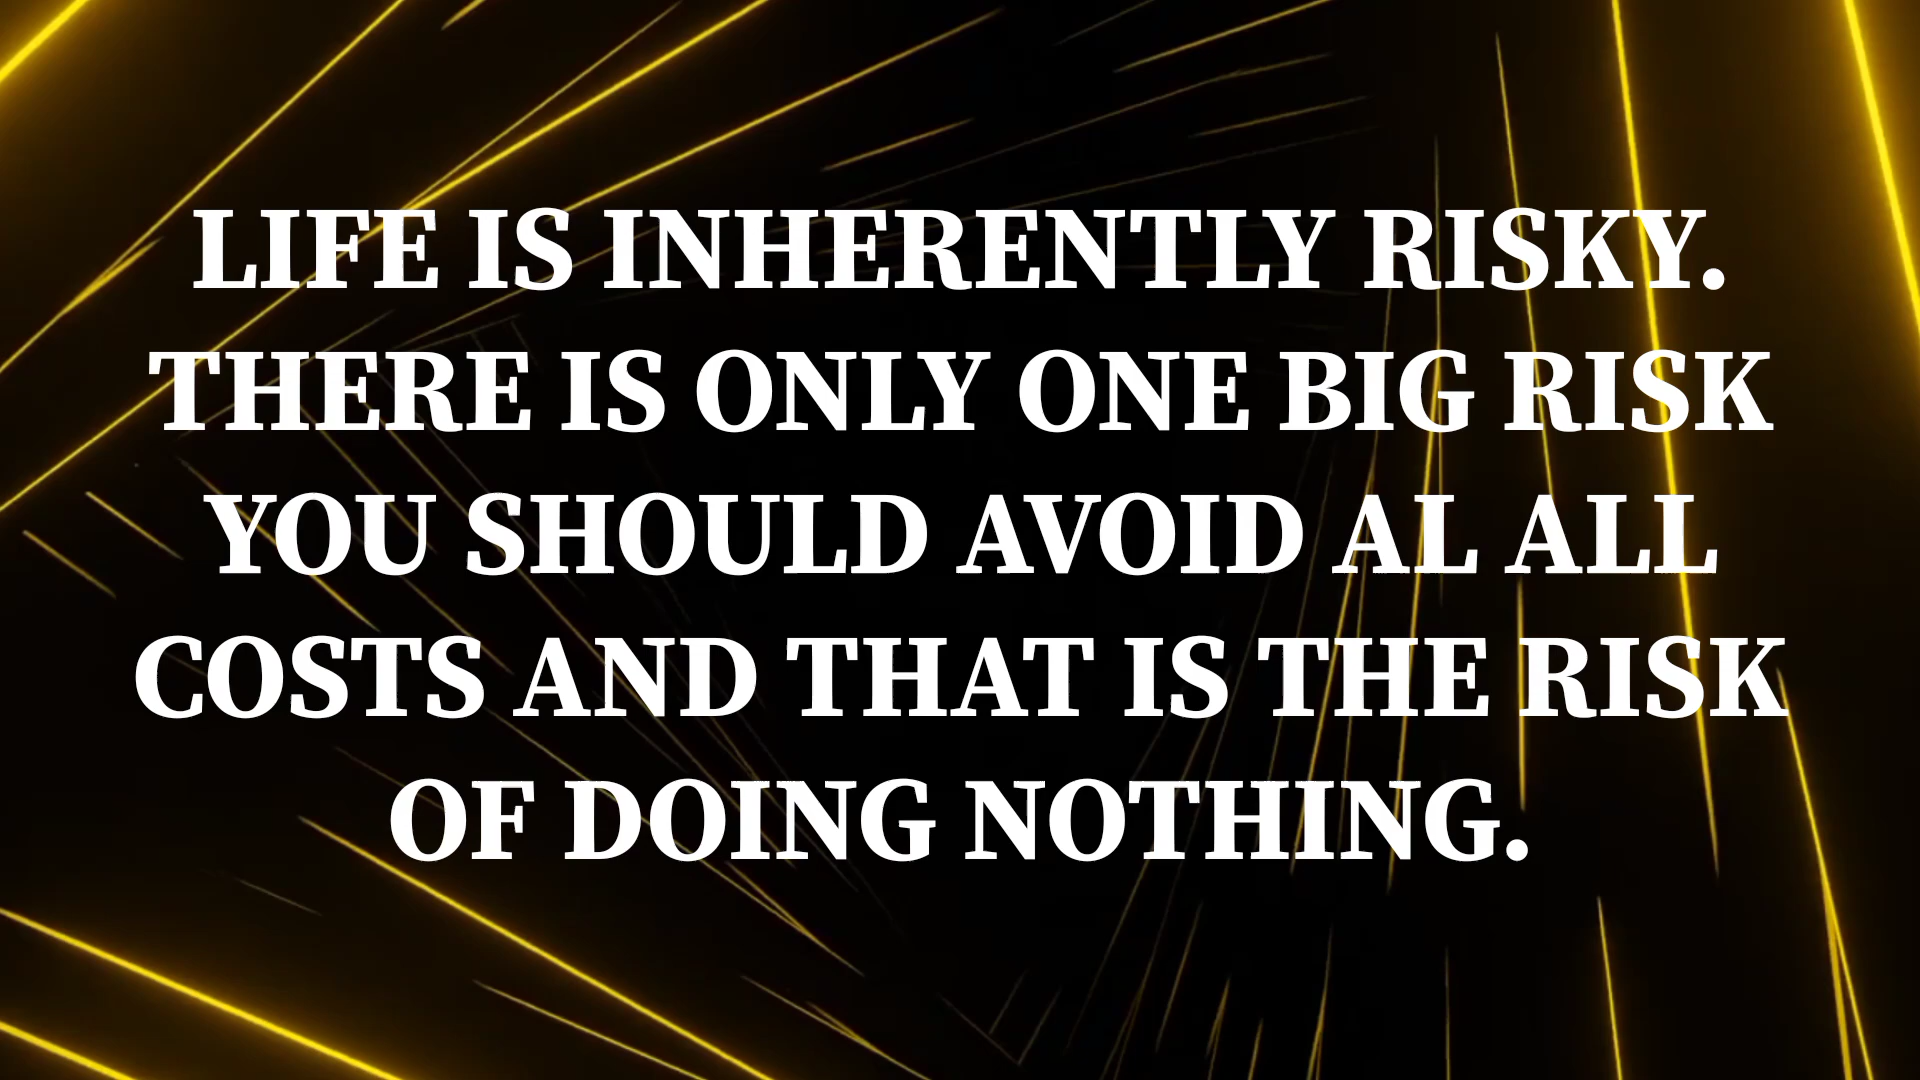 LIFE IS INHERENTLY RISKY.
THERE IS ONLY ONE BIG RISK
YOU SHOULD AVOID AL ALL
COSTS AND THAT IS THE RISK
OF DOING NOTHING.